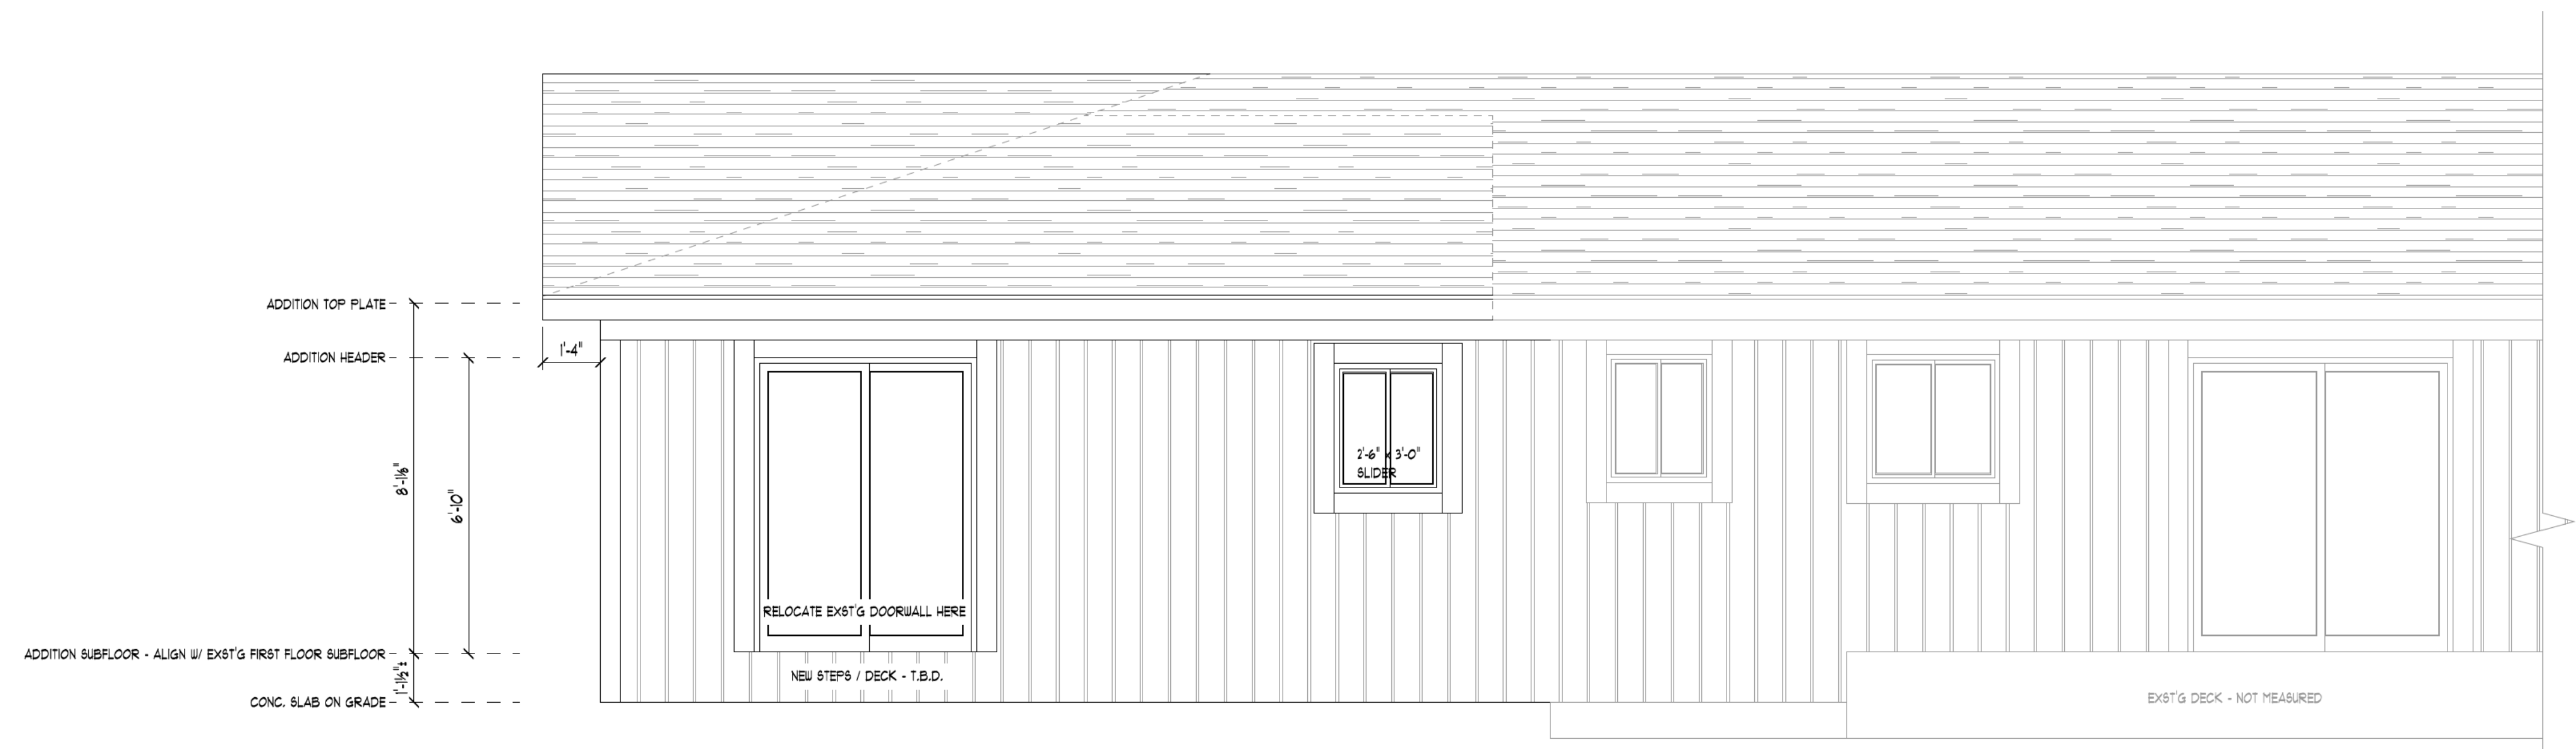 ADDITION TOP PLATE
ADDITION HEADER
1'-4"
8'-1⅛"
6'-10"
2'-6" x 3'-0"
SLIDER
RELOCATE EXST'G DOORWALL HERE
ADDITION SUBFLOOR - ALIGN W/ EXST'G FIRST FLOOR SUBFLOOR
1'-1½"±
NEW STEPS / DECK - T.B.D.
CONC. SLAB ON GRADE
EXST'G DECK - NOT MEASURED